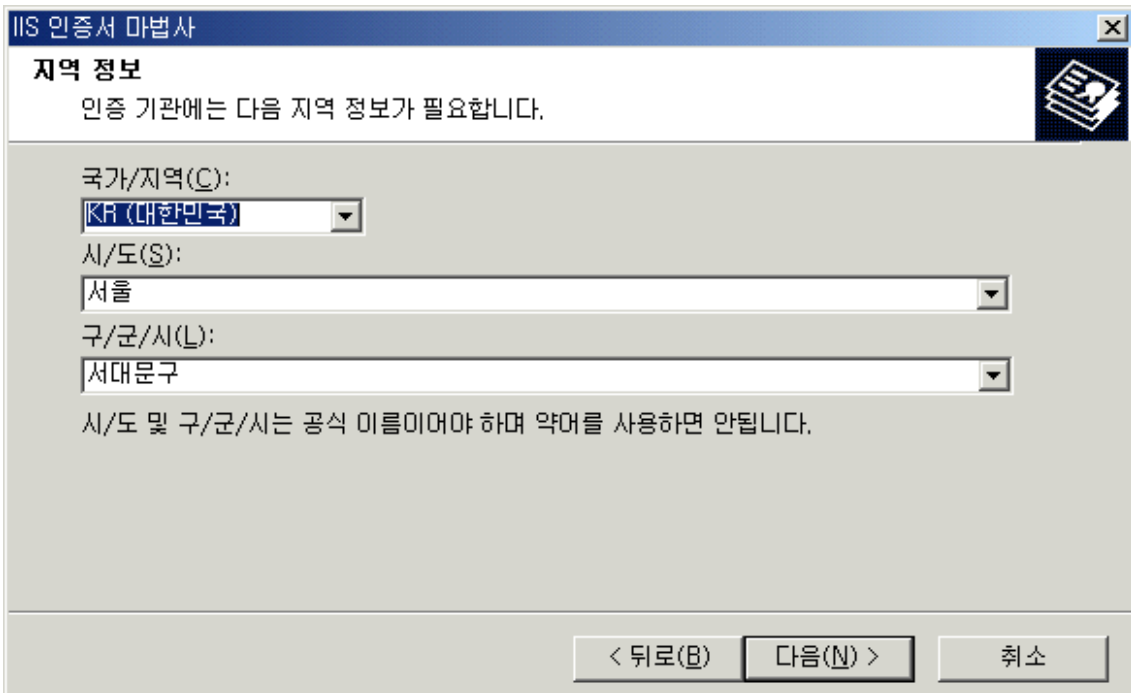 IIS 인증서 마법사
지역 정보
인증 기관에는 다음 지역 정보가 필요합니다.
국가/지역(C):
KR (대한민국)
시/도(S):
서울
구/군/시(L):
서대문구
시/도 및 구/군/시는 공식 이름이어야 하며 약어를 사용하면 안됩니다.
< 뒤로(B) 다음(N) > 취소